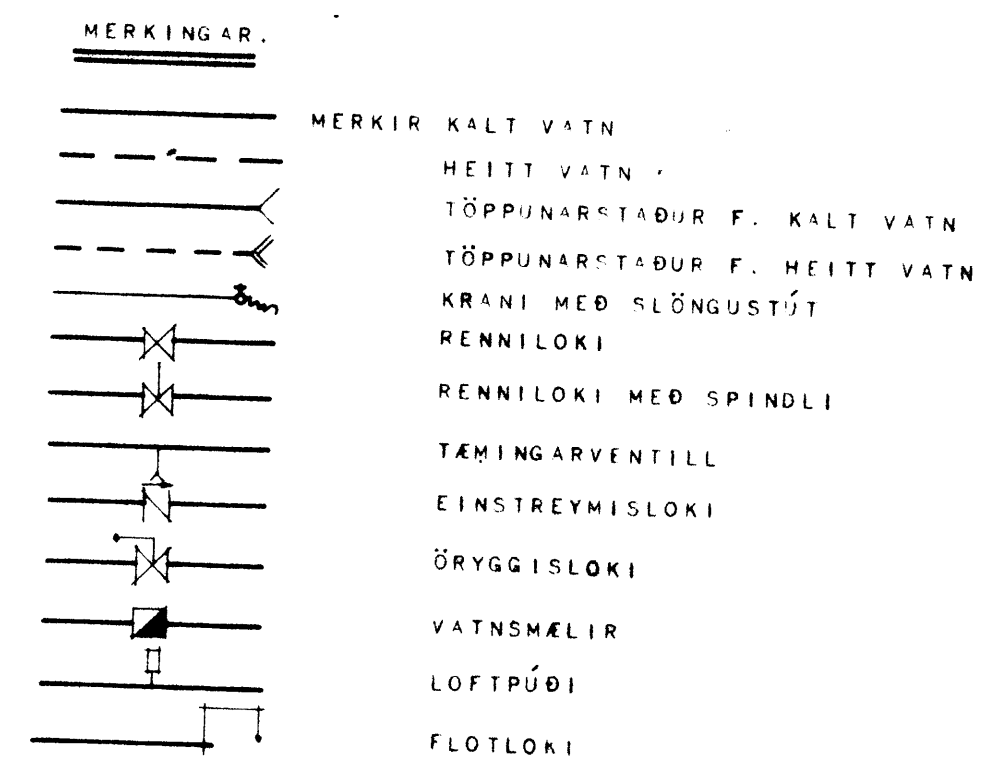 MERKINGAR.
MERKIR KALT VATN
HEITT VATN
TÖPPUNARSTAÐUR F. KALT VATN
TÖPPUNARSTAÐUR F. HEITT VATN
KRANI MEÐ SLÖNGUSTÚT
RENNILOKI
RENNILOKI MEÐ SPINDLI
TÆMINGARVENTILL
EINSTREYMISLOKI
ÖRYGGISLOKI
VATNSMÆLIR
LOFTPÚÐI
FLOTLOKI